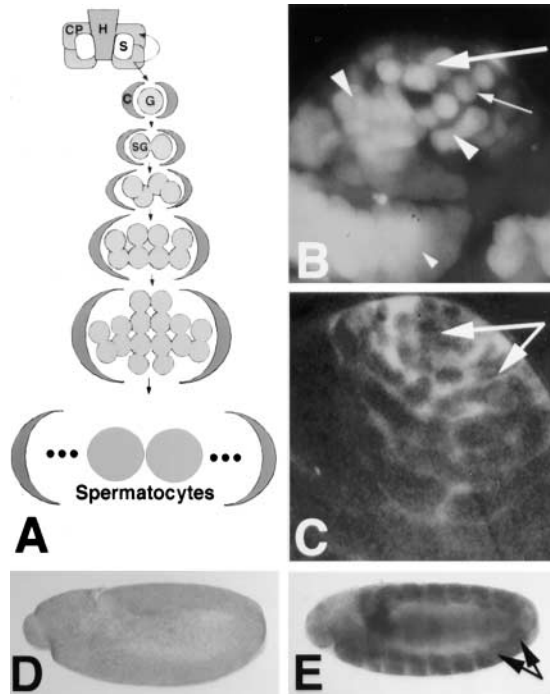 CP H S
C G
SG
••• •••
Spermatocytes
A
B
C
D
E